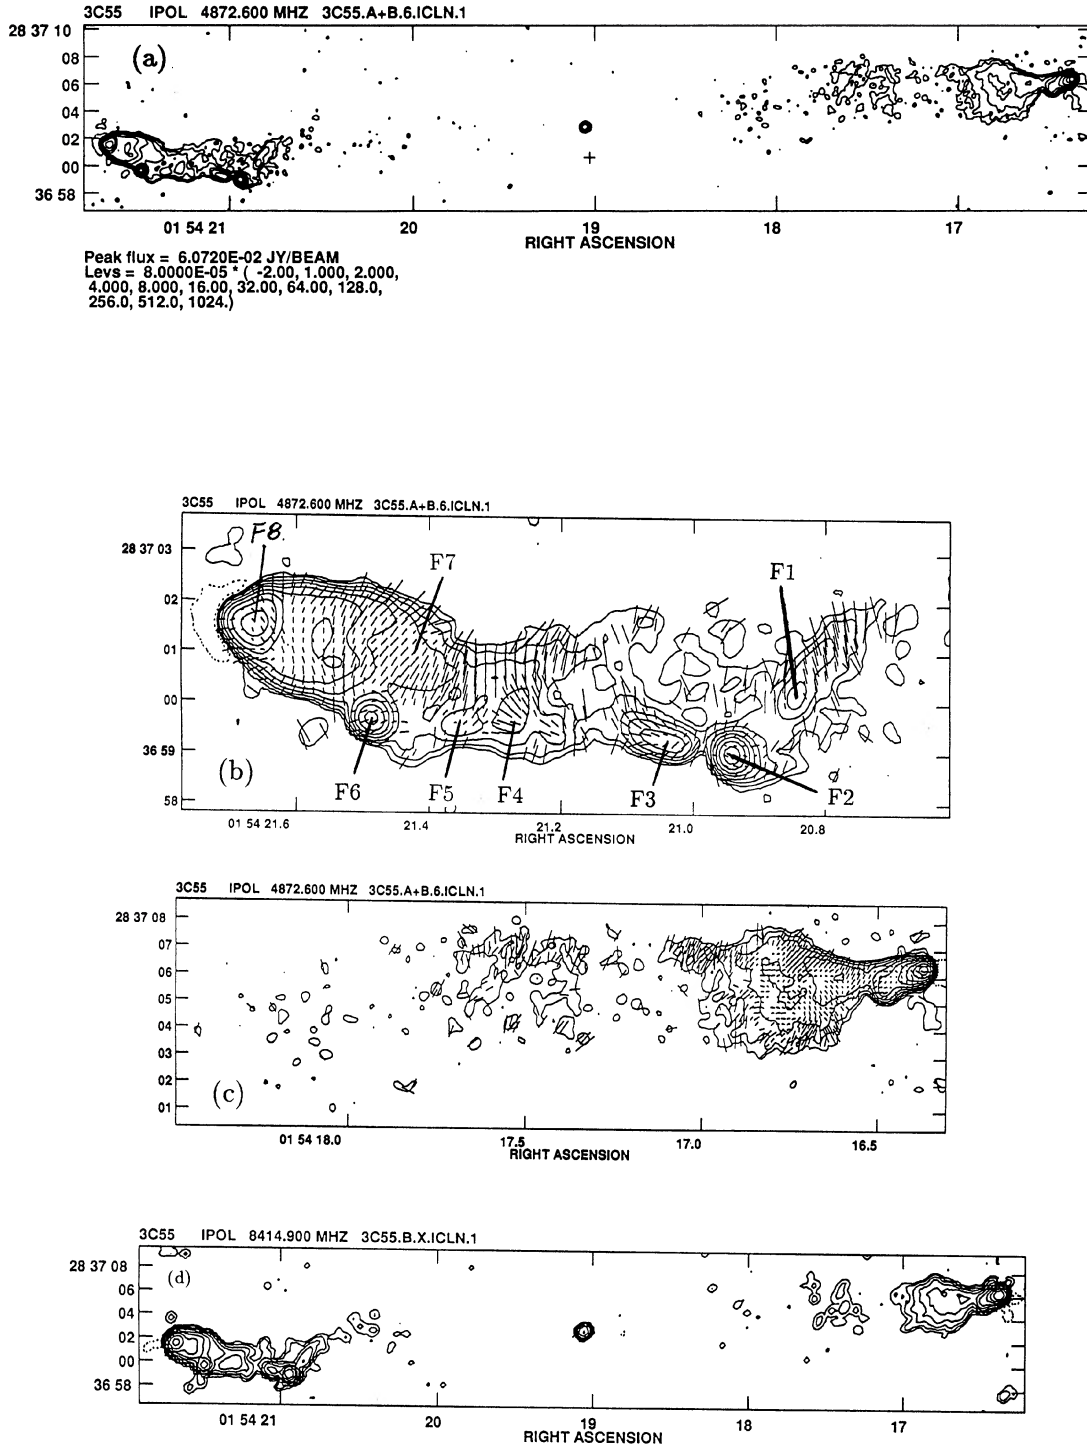 3C55 IPOL 4872.600 MHZ 3C55.A+B.6.ICLN.1
28 37 10
(a)
08
06
04
02
00
36 58
01 54 21 20 19 18 17
RIGHT ASCENSION
Peak flux = 6.0720E-02 JY/BEAM
Levs = 8.0000E-05 * ( -2.00, 1.000, 2.000,
4.000, 8.000, 16.00, 32.00, 64.00, 128.0,
256.0, 512.0, 1024.)
3C55 IPOL 4872.600 MHZ 3C55.A+B.6.ICLN.1
F8
28 37 03
F7
F1
02
01
00
36 59
(b)
F6 F5 F4 F3 F2
58
01 54 21.6 21.4 21.2 21.0 20.8
RIGHT ASCENSION
3C55 IPOL 4872.600 MHZ 3C55.A+B.6.ICLN.1
28 37 08
07
06
05
04
03
02
(c)
01
01 54 18.0 17.5 17.0 16.5
RIGHT ASCENSION
3C55 IPOL 8414.900 MHZ 3C55.B.X.ICLN.1
28 37 08
(d)
06
04
02
00
36 58
01 54 21 20 19 18 17
RIGHT ASCENSION